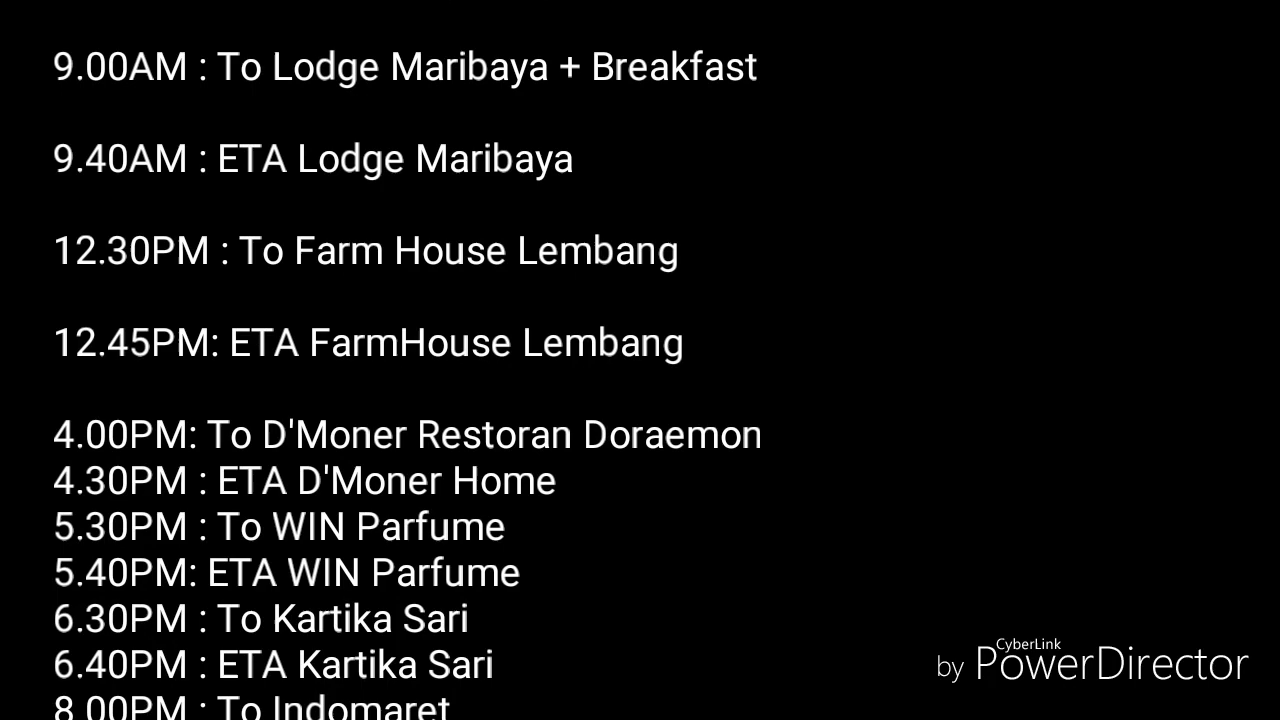 9.00AM : To Lodge Maribaya + Breakfast
9.40AM : ETA Lodge Maribaya
12.30PM : To Farm House Lembang
12.45PM: ETA FarmHouse Lembang
4.00PM: To D'Moner Restoran Doraemon
4.30PM : ETA D'Moner Home
5.30PM : To WIN Parfume
5.40PM: ETA WIN Parfume
6.30PM : To Kartika Sari
6.40PM : ETA Kartika Sari
8.00PM : To Indomaret
CyberLink
by PowerDirector